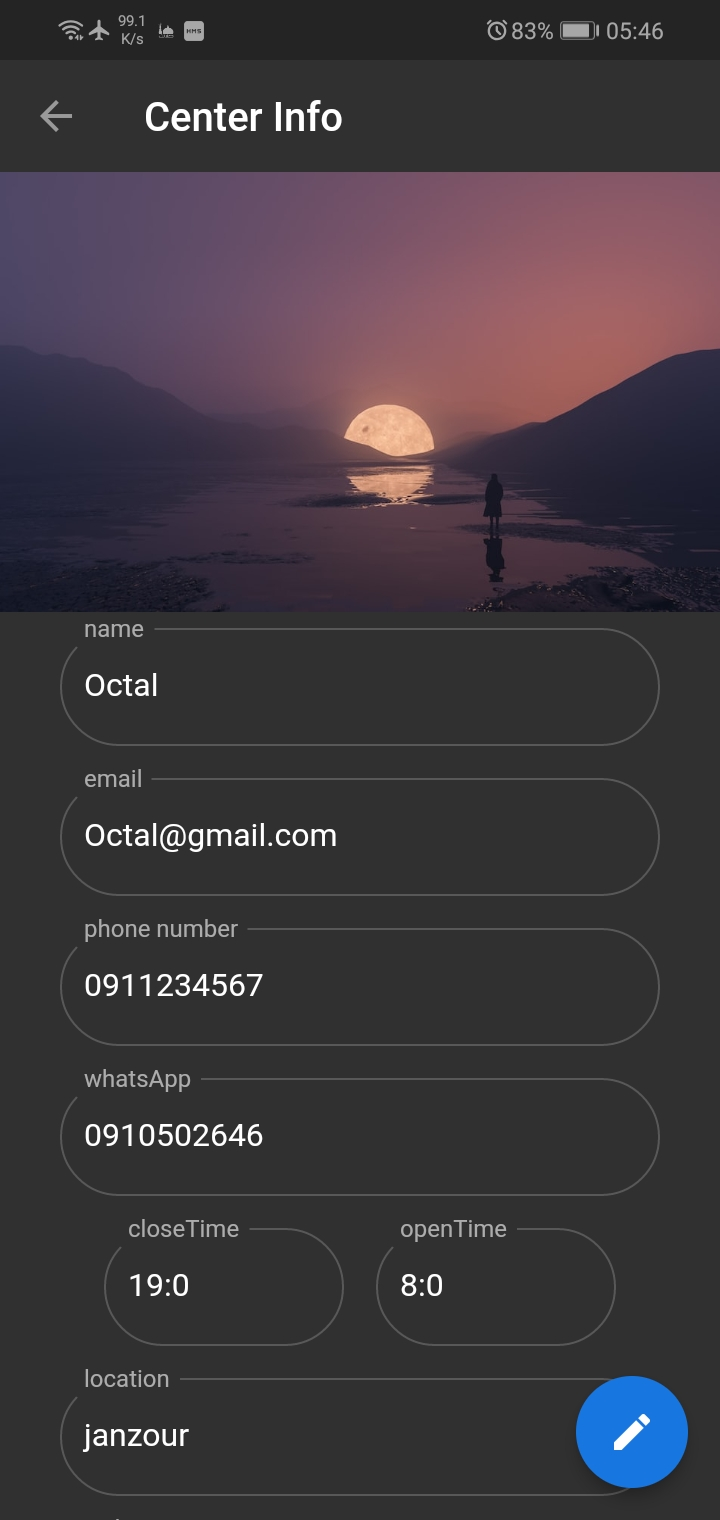 99.1
K/s
HMS
83% 05:46
Center Info
name
Octal
email
Octal@gmail.com
phone number
0911234567
whatsApp
0910502646
closeTime openTime
19:0 8:0
location
janzour